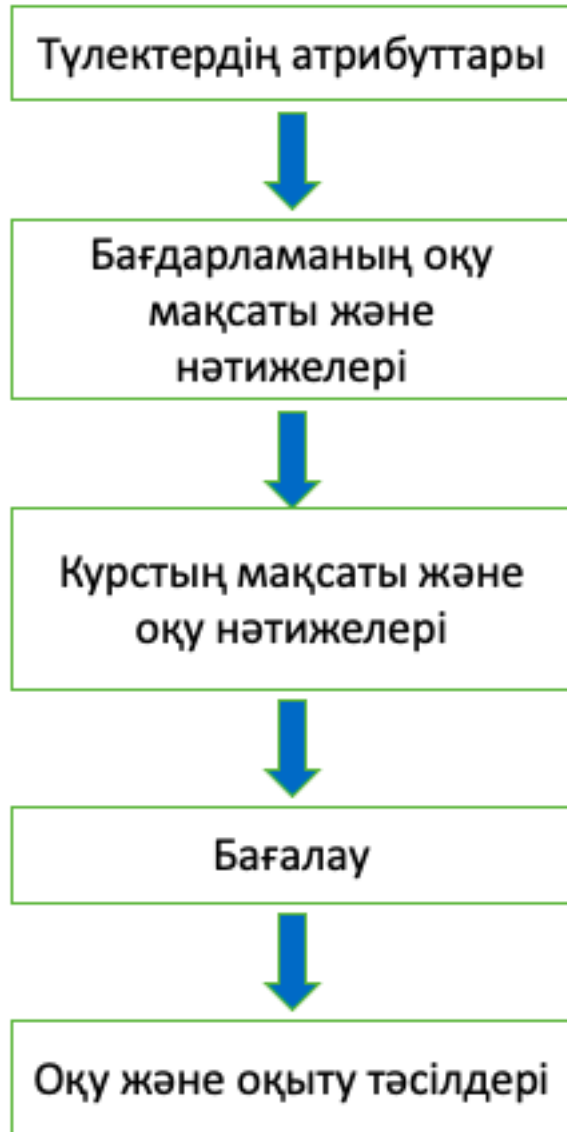 Түлектердің атрибуттары
Бағдарламаның оқу
мақсаты және
нәтижелері
Курстың мақсаты және
оқу нәтижелері
Бағалау
Оқу және оқыту тәсілдері